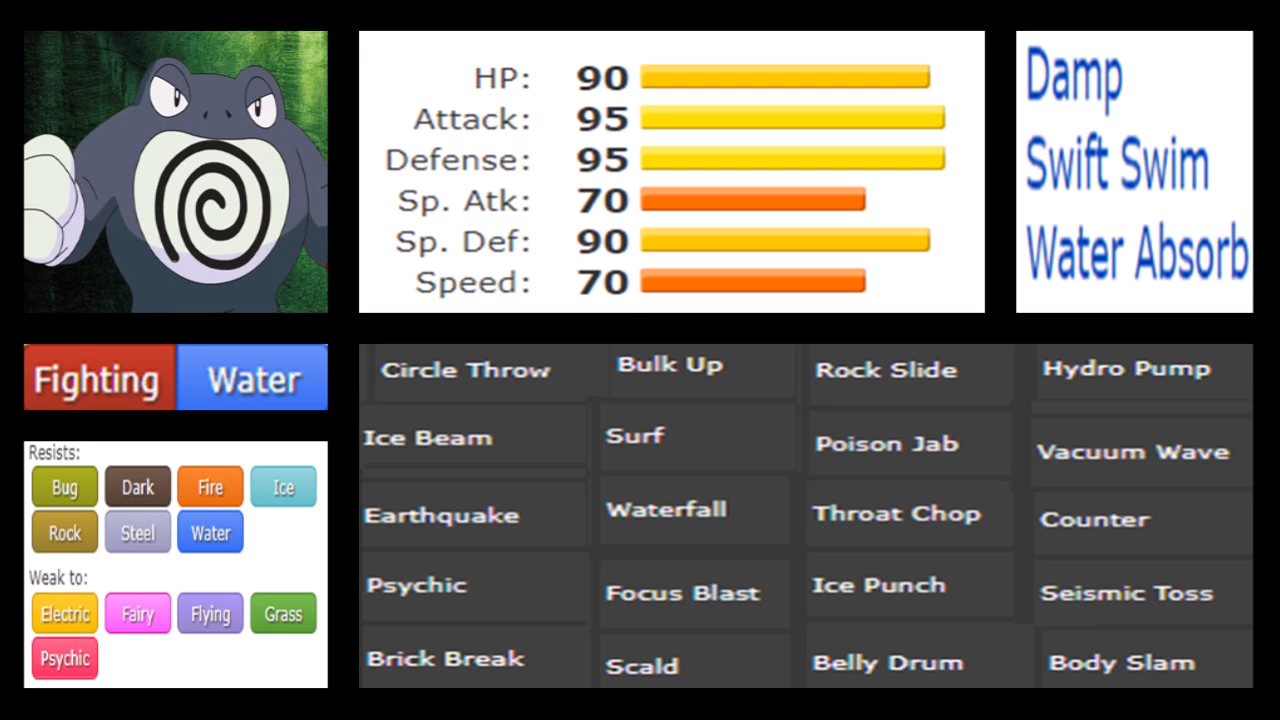 HP: 90
Attack: 95
Defense: 95
Sp. Atk: 70
Sp. Def: 90
Speed: 70
Damp
Swift Swim
Water Absorb
Fighting Water
Resists:
Bug Dark Fire Ice
Rock Steel Water
Weak to:
Electric Fairy Flying Grass
Psychic
Circle Throw Bulk Up Rock Slide Hydro Pump
Ice Beam Surf Poison Jab Vacuum Wave
Earthquake Waterfall Throat Chop Counter
Psychic Focus Blast Ice Punch Seismic Toss
Brick Break Scald Belly Drum Body Slam